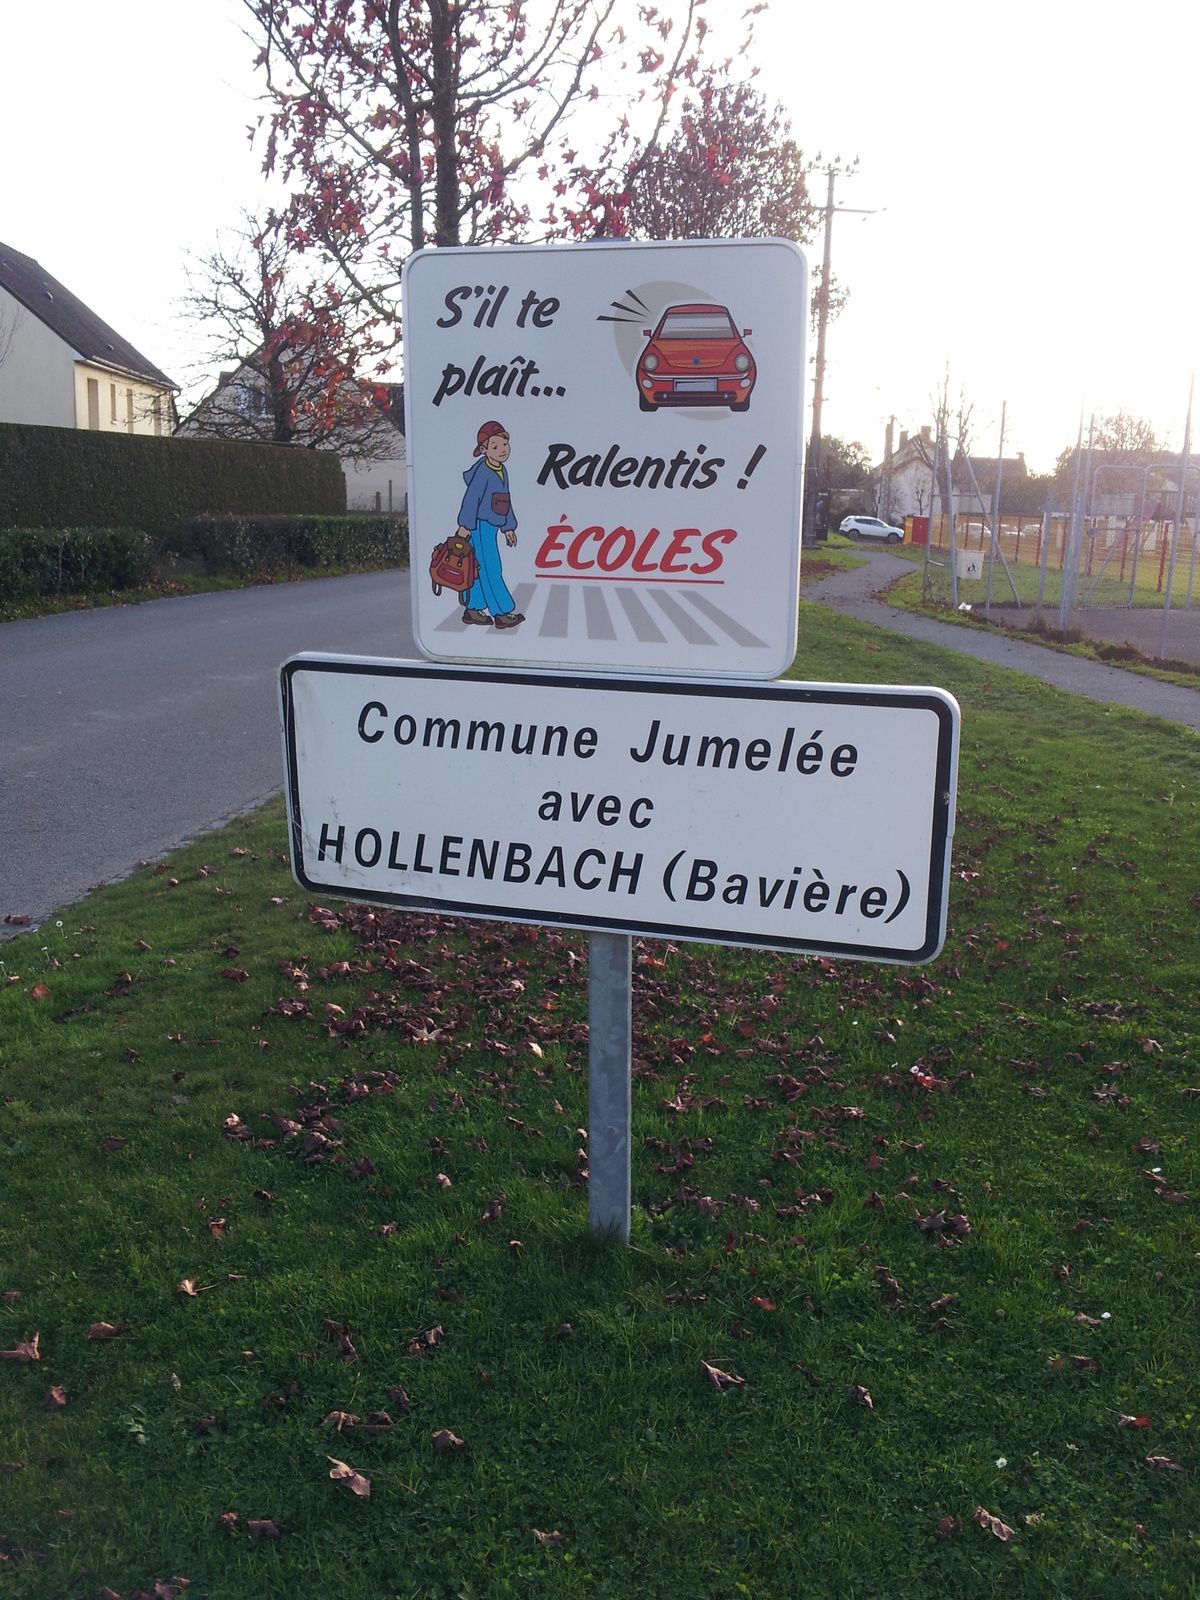 S'il te
plaît...
Ralentis !
ÉCOLES
Commune Jumelée
avec
HOLLENBACH (Bavière)